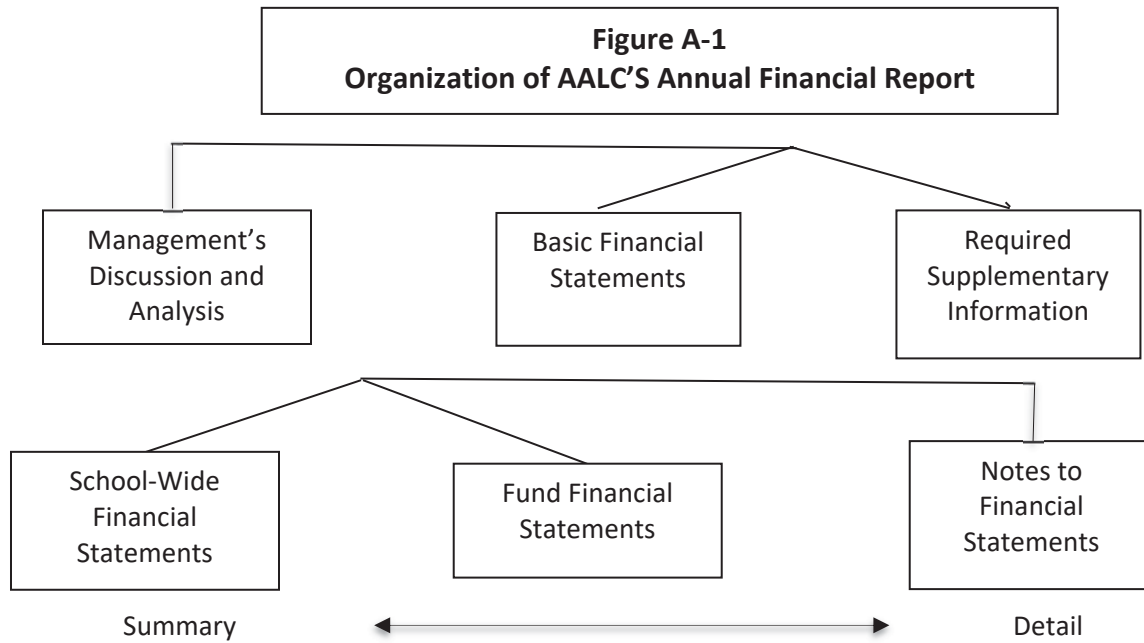 Figure A-1
Organization of AALC’S Annual Financial Report
Management’s
Discussion and
Analysis
Basic Financial
Statements
Required
Supplementary
Information
School-Wide
Financial
Statements
Fund Financial
Statements
Notes to
Financial
Statements
Summary
Detail